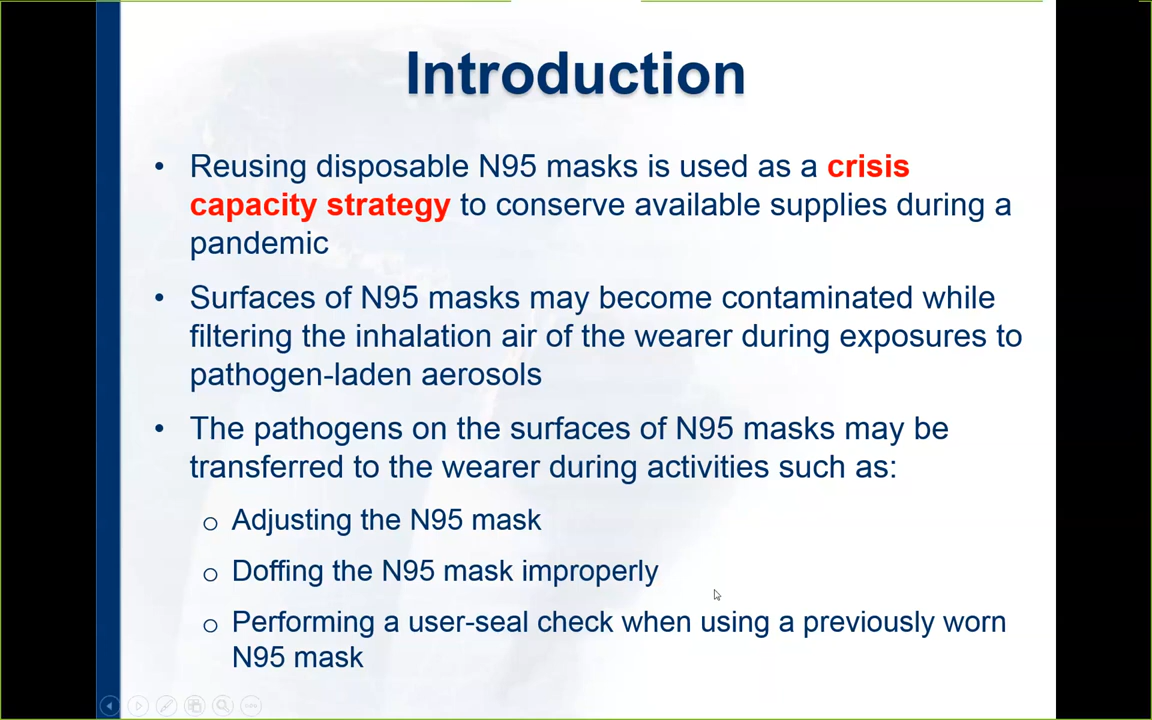 Introduction
• Reusing disposable N95 masks is used as a crisis
capacity strategy to conserve available supplies during a
pandemic
• Surfaces of N95 masks may become contaminated while
filtering the inhalation air of the wearer during exposures to
pathogen-laden aerosols
• The pathogens on the surfaces of N95 masks may be
transferred to the wearer during activities such as:
o Adjusting the N95 mask
o Doffing the N95 mask improperly
o Performing a user-seal check when using a previously worn
N95 mask